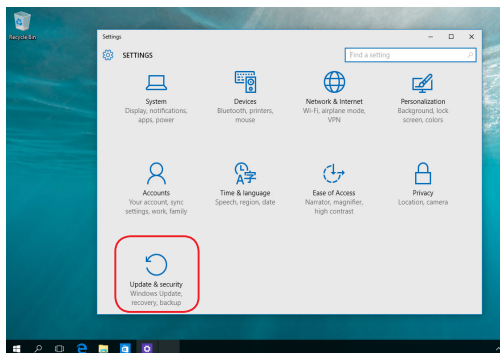 Recycle Bin
Settings
SETTINGS
Find a setting
System
Display, notifications,
apps, power
Devices
Bluetooth, printers,
mouse
Network & Internet
Wi-Fi, airplane mode,
VPN
Personalization
Background, lock
screen, colors
Accounts
Your account, sync
settings, work, family
Time & language
Speech, region, date
Ease of Access
Narrator, magnifier,
high contrast
Privacy
Location, camera
Update & security
Windows Update,
recovery, backup